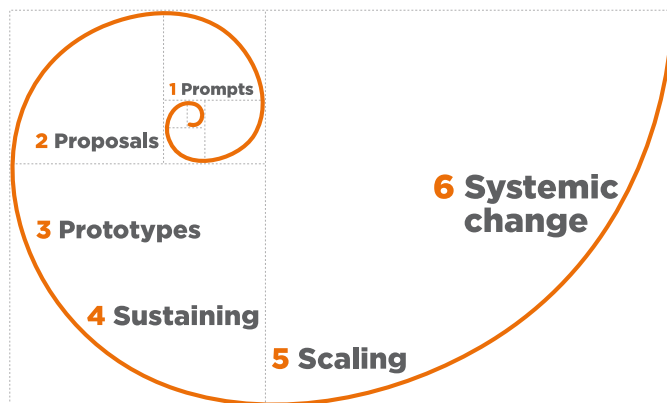 1 Prompts
2 Proposals
3 Prototypes
4 Sustaining
5 Scaling
6 Systemic
change